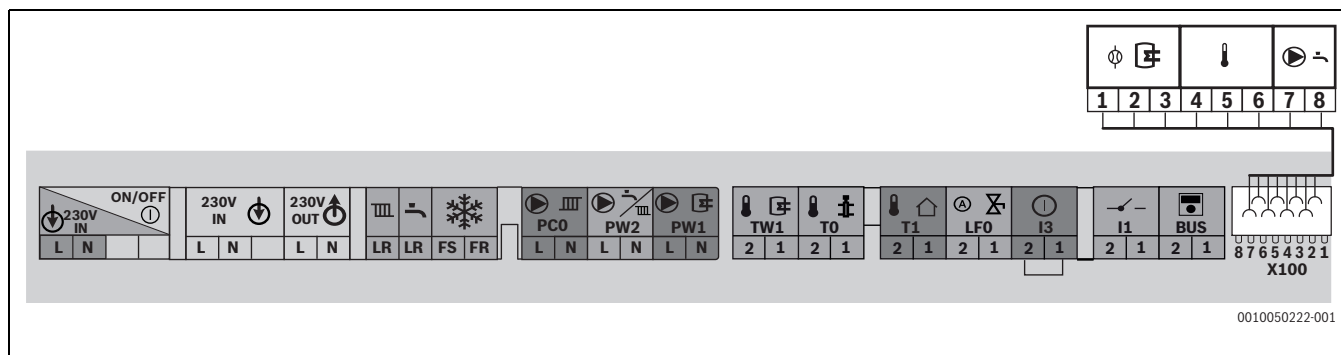 1 2 3 4 5 6 7 8
ON/OFF
230V IN
L N
230V IN
L N
230V OUT
L N
LR LR FS FR
PC0
L N
PW2
L N
PW1
L N
TW1
2 1
T0
2 1
T1
2 1
A
LF0
2 1
I3
2 1
I1
2 1
BUS
2 1
8 7 6 5 4 3 2 1
X100
0010050222-001